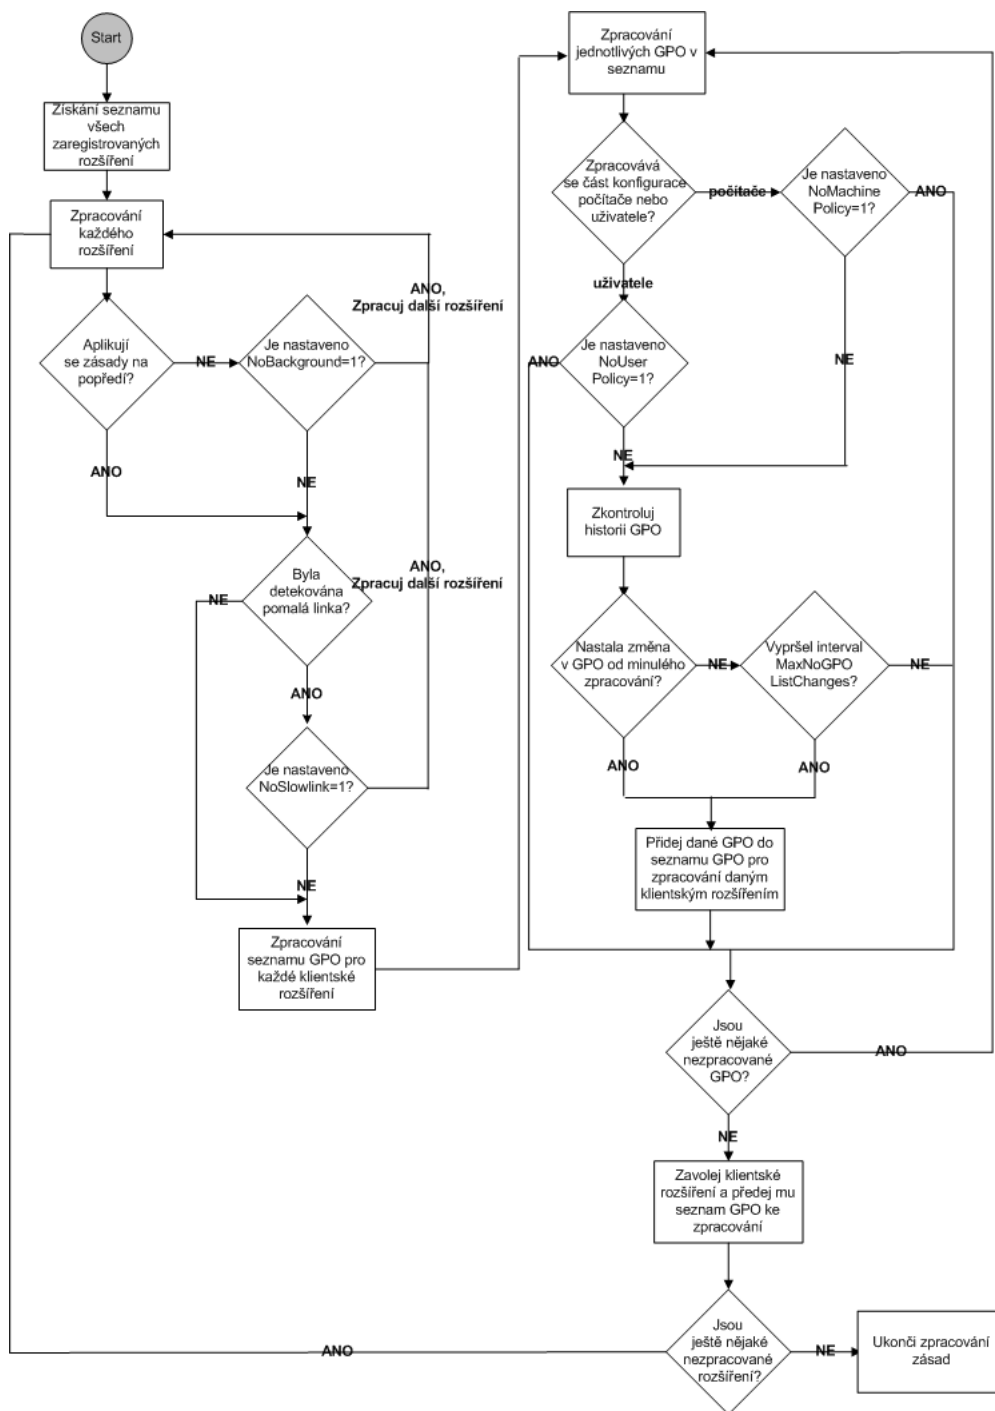 Start
Získání seznamu
všech
zaregistrovaných
rozšíření
Zpracování
každého
rozšíření
Aplikují
se zásady na
popředí?
NE
Je nastaveno
NoBackground=1?
ANO,
Zpracuj další rozšíření
ANO
NE
Byla
detekována
pomalá linka?
NE
ANO,
Zpracuj další rozšíření
ANO
Je nastaveno
NoSlowlink=1?
NE
Zpracování
seznamu GPO pro
každé klientské
rozšíření
Zpracování
jednotlivých GPO v
seznamu
Zpracovává
se část konfigurace
počítače nebo
uživatele?
počítače
Je nastaveno
NoMachine
Policy=1?
ANO
uživatele
ANO
Je nastaveno
NoUser
Policy=1?
NE
NE
Zkontroluj
historii GPO
Nastala změna
v GPO od minulého
zpracování?
NE
Vypršel interval
MaxNoGPO
ListChanges?
NE
ANO
ANO
Přidej dané GPO do
seznamu GPO pro
zpracování daným
klientským rozšířením
Jsou
ještě nějaké
nezpracované
GPO?
ANO
NE
Zavolej klientské
rozšíření a předej mu
seznam GPO ke
zpracování
Jsou
ještě nějaké
nezpracované
rozšíření?
ANO
NE
Ukonči zpracování
zásad